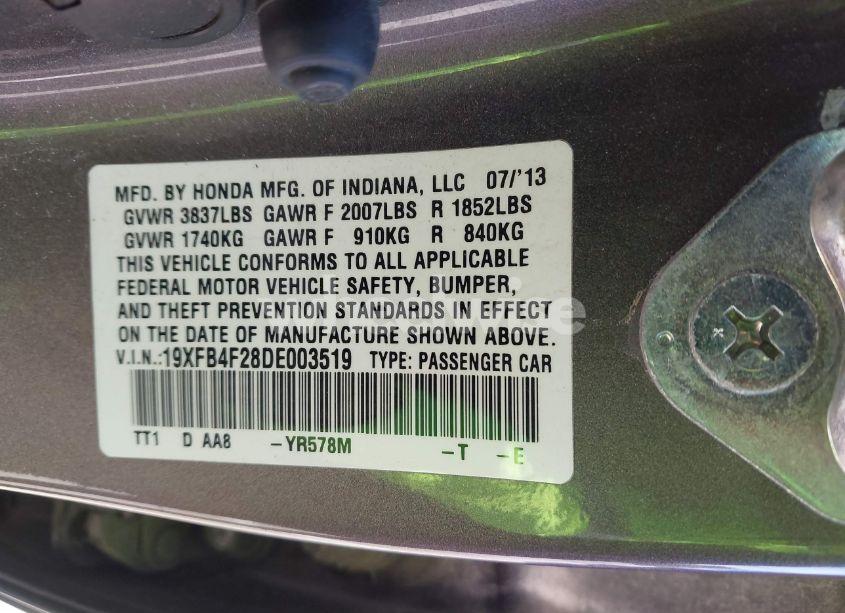 MFD. BY HONDA MFG. OF INDIANA, LLC 07/'13
GVWR 3837LBS GAWR F 2007LBS R 1852LBS
GVWR 1740KG GAWR F 910KG R 840KG
THIS VEHICLE CONFORMS TO ALL APPLICABLE
FEDERAL MOTOR VEHICLE SAFETY, BUMPER,
AND THEFT PREVENTION STANDARDS IN EFFECT
ON THE DATE OF MANUFACTURE SHOWN ABOVE.
V.I.N.:19XFB4F28DE003519 TYPE: PASSENGER CAR
TT1 D AA8 -YR578M -T -E